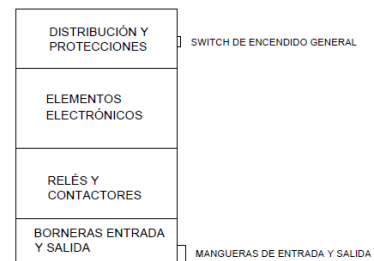 DISTRIBUCIÓN Y
PROTECCIONES
SWITCH DE ENCENDIDO GENERAL
ELEMENTOS
ELECTRÓNICOS
RELÉS Y
CONTACTORES
BORNERAS ENTRADA
Y SALIDA
MANGUERAS DE ENTRADA Y SALIDA